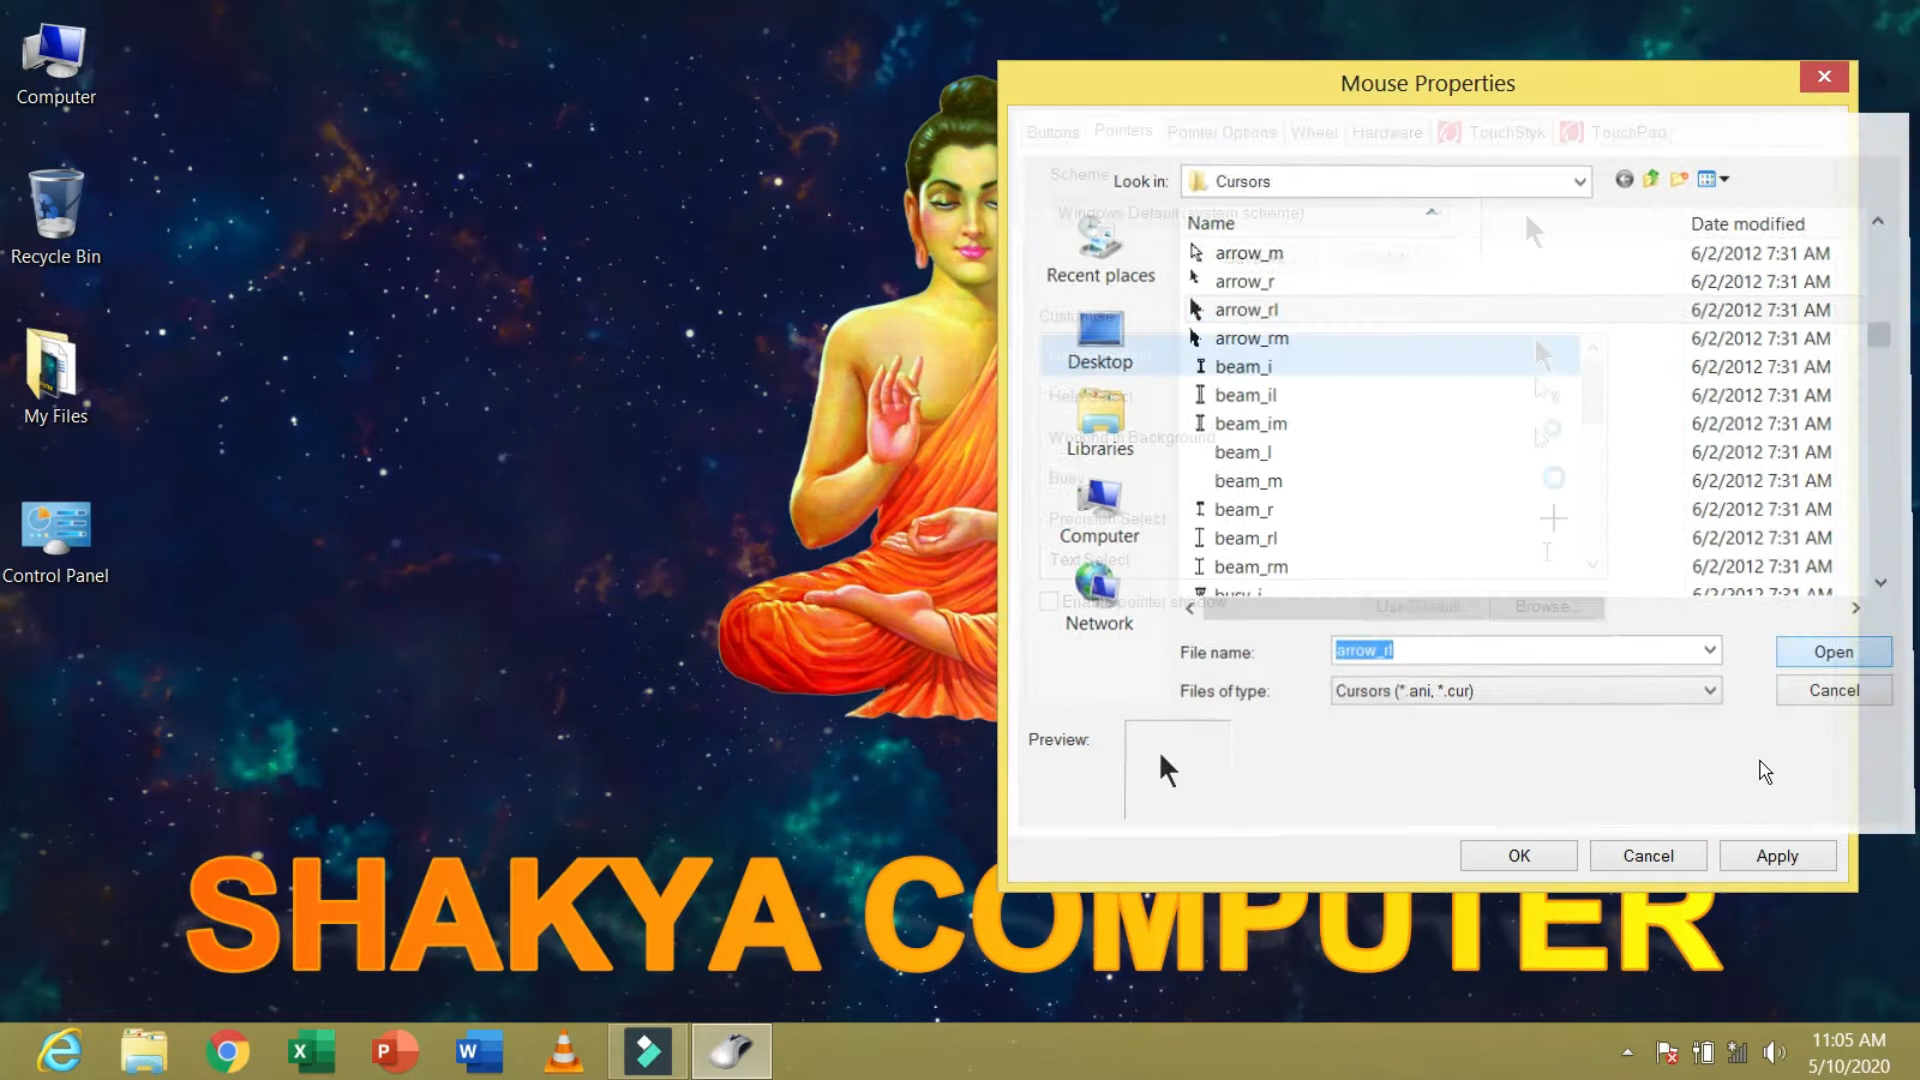 Computer
Recycle Bin
My Files
Control Panel
Mouse Properties
Buttons Pointers Pointer Options Wheel Hardware TouchStyk TouchPad
Scheme
Look in: Cursors
Windows Default (system scheme)
Name Date modified
arrow_m 6/2/2012 7:31 AM
arrow_r 6/2/2012 7:31 AM
arrow_rl 6/2/2012 7:31 AM
arrow_rm 6/2/2012 7:31 AM
beam_i 6/2/2012 7:31 AM
beam_il 6/2/2012 7:31 AM
beam_im 6/2/2012 7:31 AM
beam_l 6/2/2012 7:31 AM
beam_m 6/2/2012 7:31 AM
beam_r 6/2/2012 7:31 AM
beam_rl 6/2/2012 7:31 AM
beam_rm 6/2/2012 7:31 AM
busy_i 6/2/2012 7:31 AM
Recent places
Desktop
Help Select
Libraries
Working in Background
Busy
Computer
Precision Select
Text Select
Network
Enable pointer shadow
Use Default Browse...
File name: arrow_rl Open
Files of type: Cursors (*.ani, *.cur) Cancel
Preview:
OK Cancel Apply
SHAKYA COMPUTER
11:05 AM
5/10/2020